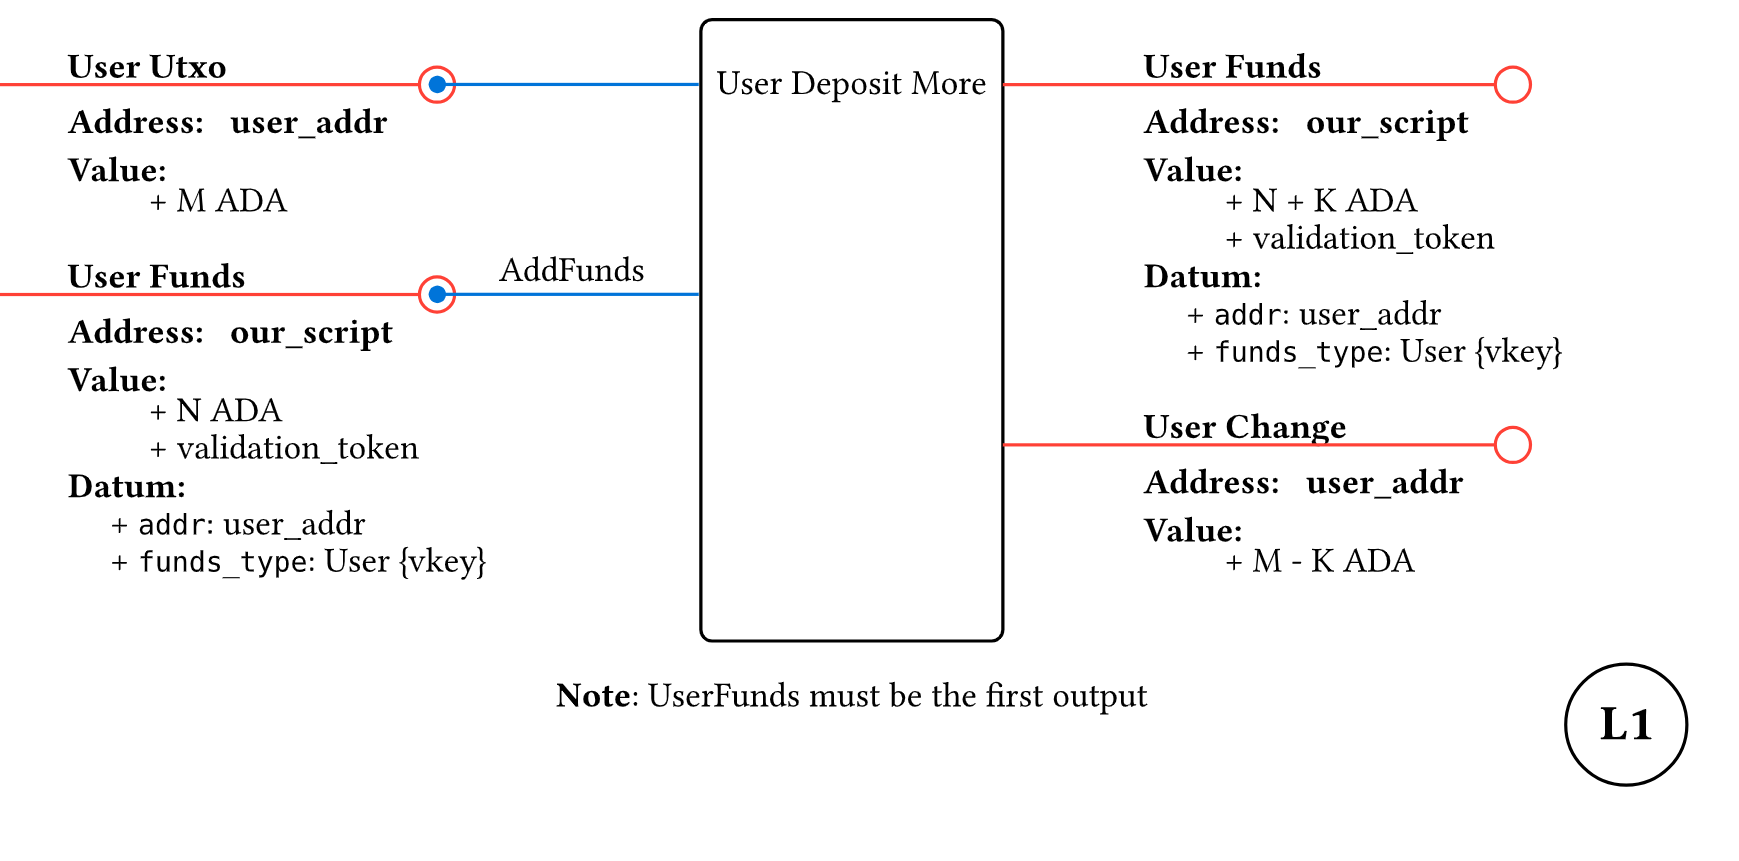 User Utxo
Address: user_addr
Value:
+ M ADA
User Funds
AddFunds
Address: our_script
Value:
+ N ADA
+ validation_token
Datum:
+ addr: user_addr
+ funds_type: User {vkey}
User Deposit More
User Funds
Address: our_script
Value:
+ N + K ADA
+ validation_token
Datum:
+ addr: user_addr
+ funds_type: User {vkey}
User Change
Address: user_addr
Value:
+ M - K ADA
Note: UserFunds must be the first output
L1